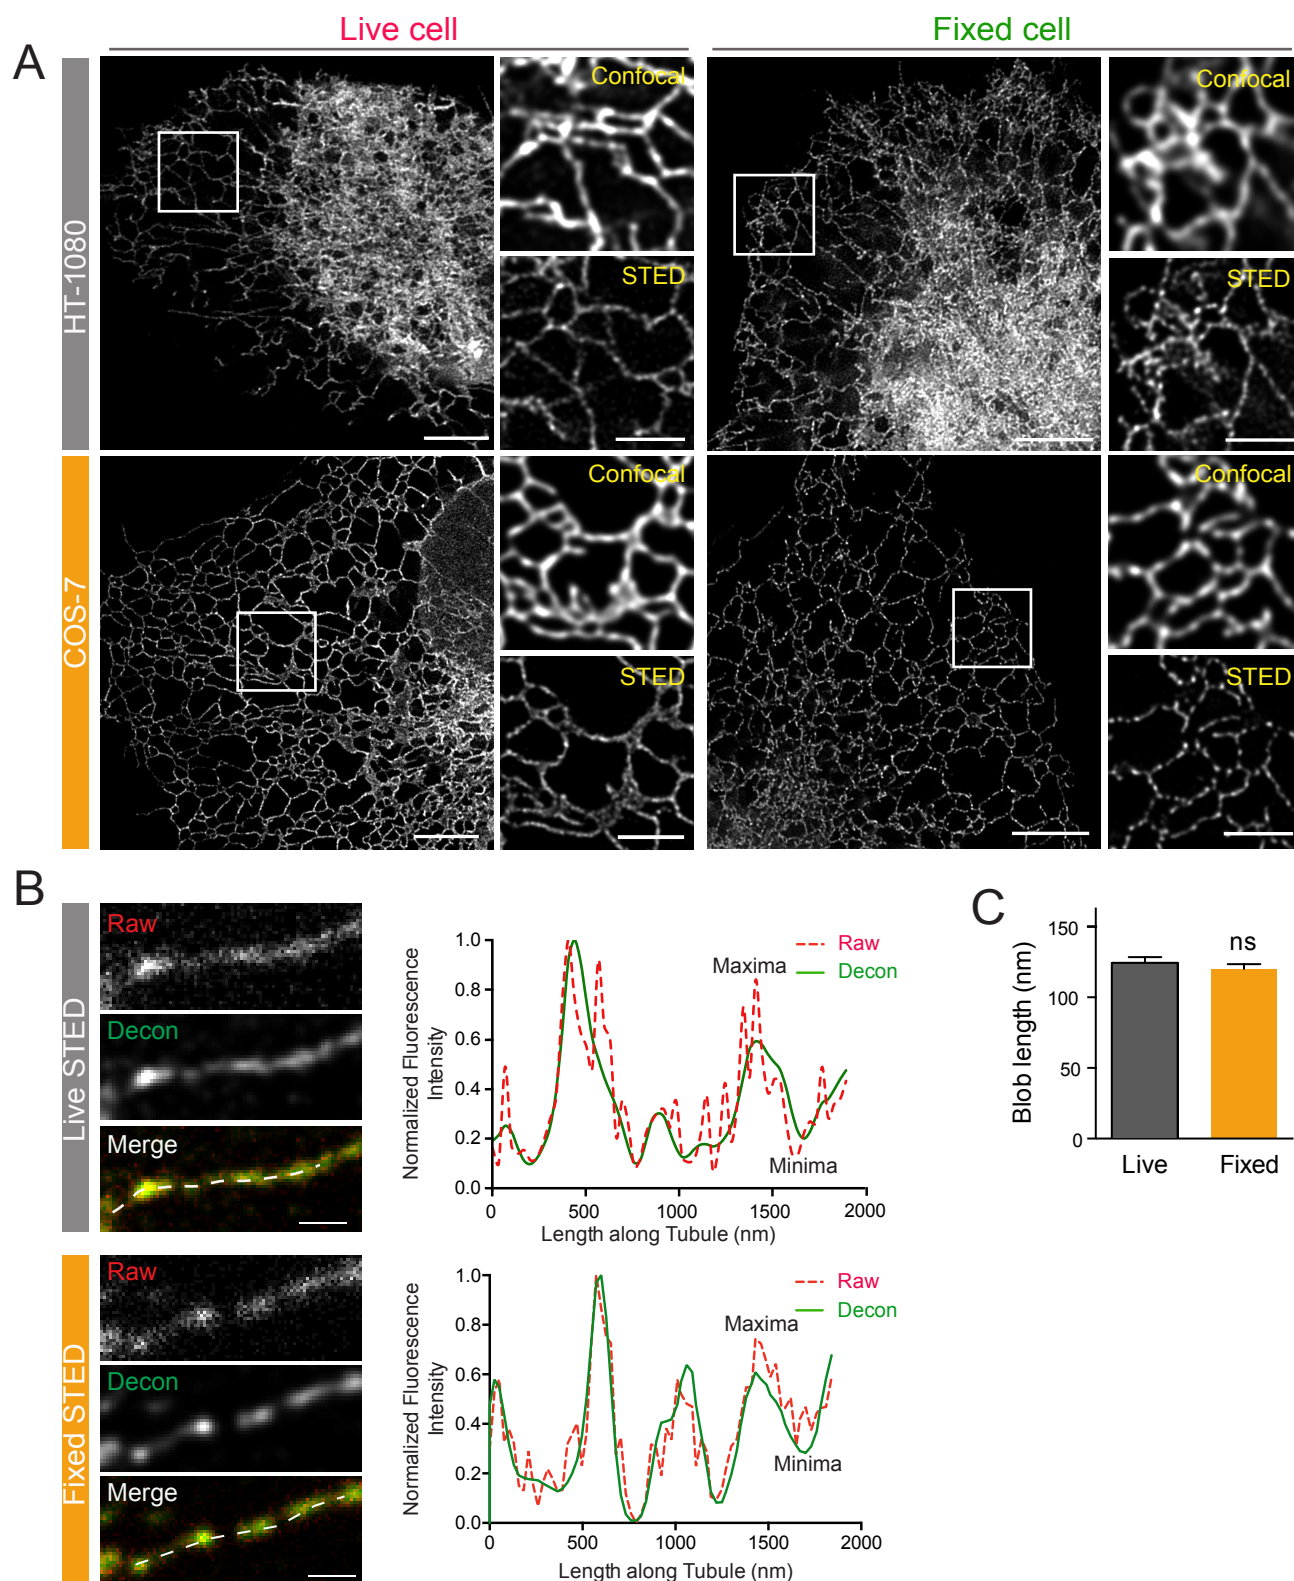 Live cell
Fixed cell
A
HT-1080
Confocal
STED
Confocal
STED
COS-7
Confocal
STED
Confocal
STED
B
Live STED
Raw
Decon
Merge
Normalized Fluorescence
Intensity
1.0
0.8
0.6
0.4
0.2
0.0
Raw
Decon
Maxima
Minima
0
500
1000
1500
2000
Length along Tubule (nm)
C
Blob length (nm)
150
100
50
0
ns
Live
Fixed
Fixed STED
Raw
Decon
Merge
Normalized Fluorescence
Intensity
1.0
0.8
0.6
0.4
0.2
0.0
Raw
Decon
Maxima
Minima
0
500
1000
1500
2000
Length along Tubule (nm)